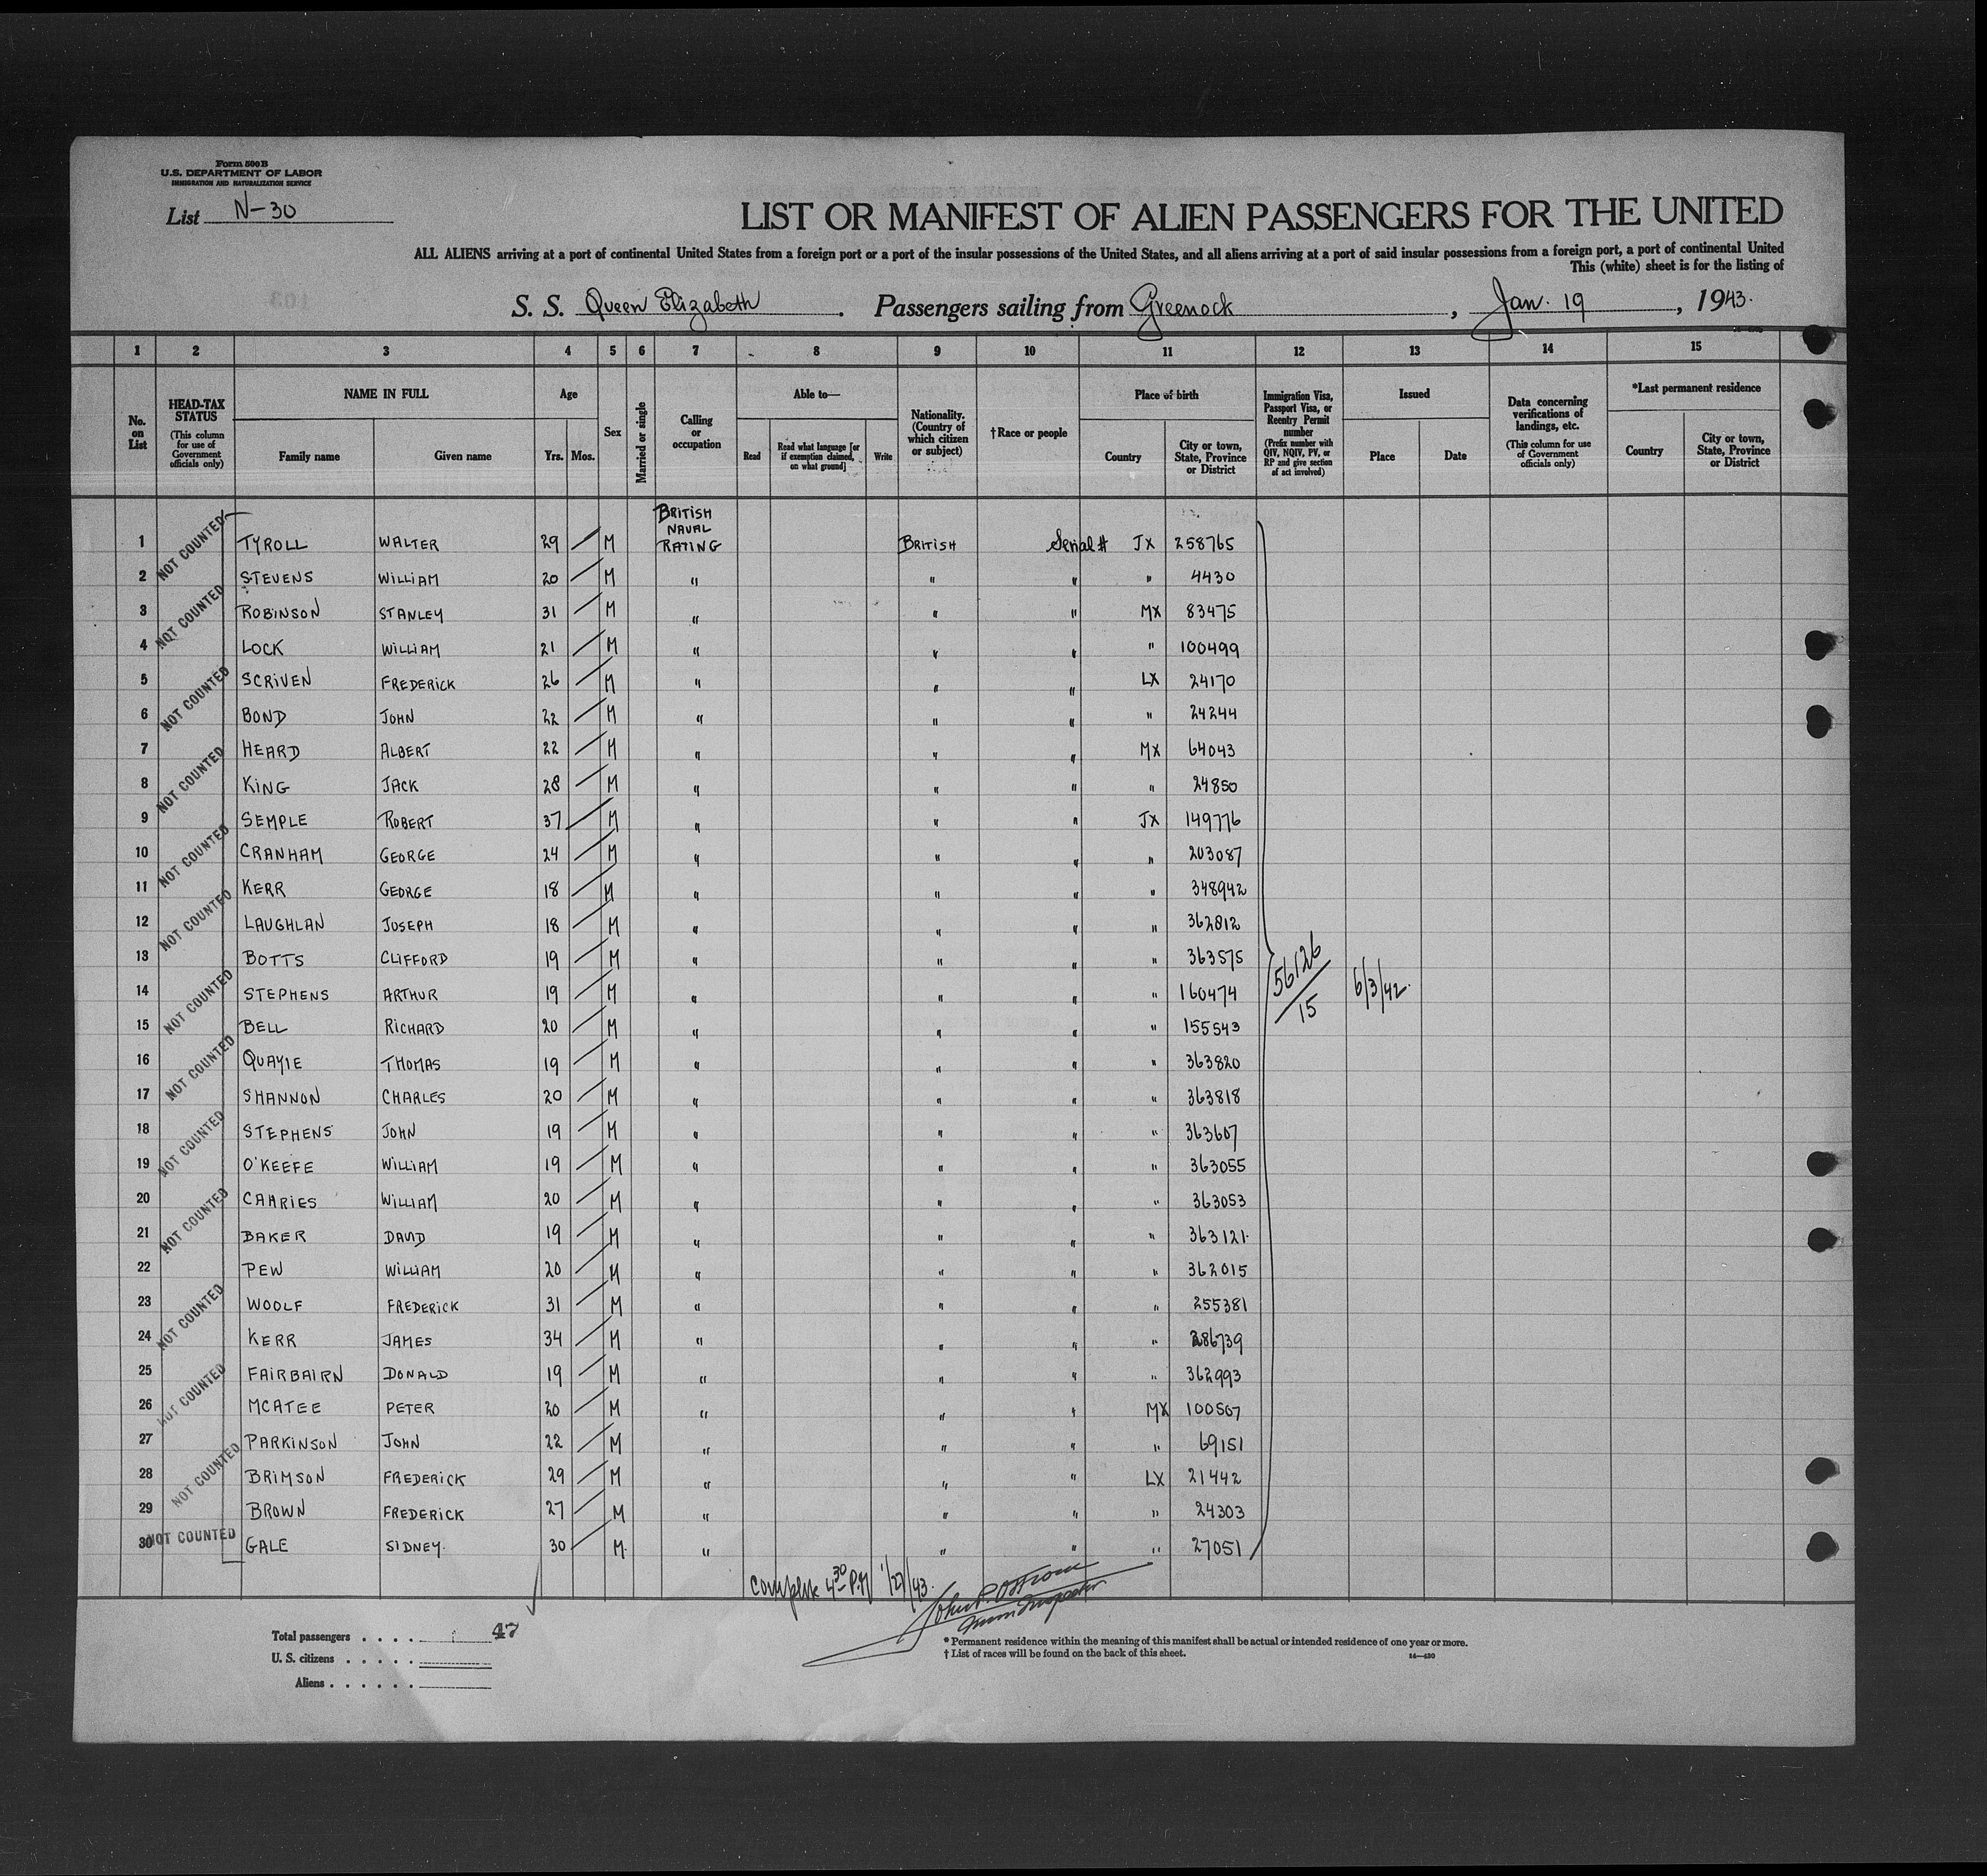 Form 500B
U.S. DEPARTMENT OF LABOR
IMMIGRATION AND NATURALIZATION SERVICE
List N-30
LIST OR MANIFEST OF ALIEN PASSENGERS FOR THE UNITED
ALL ALIENS arriving at a port of continental United States from a foreign port or a port of the insular possessions of the United States, and all aliens arriving at a port of said insular possessions from a foreign port, a port of continental United
This (white) sheet is for the listing of
S. S. Queen Elizabeth. Passengers sailing from Greenock, Jan. 19, 1943.
1 2 3 4 5 6 7 8 9 10 11 12 13 14 15
No. on List
HEAD-TAX STATUS (This column for use of Government officials only)
NAME IN FULL
Family name Given name
Age
Yrs. Mos.
Sex
Married or single
Calling or occupation
Able to—
Read Read what language [or if exemption claimed, on what ground] Write
Nationality. (Country of which citizen or subject)
†Race or people
Place of birth
Country City or town, State, Province or District
Immigration Visa, Passport Visa, or Reentry Permit number (Prefix number with QIV, NQIV, PV, or RP and give section of act involved)
Issued
Place Date
Data concerning verifications of landings, etc. (This column for use of Government officials only)
*Last permanent residence
Country City or town, State, Province or District
1 NOT COUNTED TYROLL WALTER 29 M BRITISH NAVAL RATING BRITISH Serial # JX 258765
2 STEVENS WILLIAM 20 M " " " " 4430
3 NOT COUNTED ROBINSON STANLEY 31 M " " " MX 83475
4 LOCK WILLIAM 21 M " " " " 100499
5 NOT COUNTED SCRIVEN FREDERICK 26 M " " " LX 24170
6 BOND JOHN 22 M " " " " 24244
7 NOT COUNTED HEARD ALBERT 22 M " " " MX 64043
8 KING JACK 28 M " " " " 24850
9 NOT COUNTED SEMPLE ROBERT 37 M " " " JX 149776
10 CRANHAM GEORGE 24 M " " " " 203087
11 NOT COUNTED KERR GEORGE 18 M " " " " 348942
12 LAUGHLAN JOSEPH 18 M " " " " 362812
13 NOT COUNTED BOTTS CLIFFORD 19 M " " " " 363575 56126/15 6/3/42.
14 STEPHENS ARTHUR 19 M " " " " 160474
15 NOT COUNTED BELL RICHARD 20 M " " " " 155543
16 QUAYIE THOMAS 19 M " " " " 363820
17 NOT COUNTED SHANNON CHARLES 20 M " " " " 363818
18 STEPHENS JOHN 19 M " " " " 363607
19 NOT COUNTED O'KEEFE WILLIAM 19 M " " " " 363055
20 CAHRIES WILLIAM 20 M " " " " 363053
21 BAKER DAVID 19 M " " " " 363121
22 PEW WILLIAM 20 M " " " " 362015
23 NOT COUNTED WOOLF FREDERICK 31 M " " " " 255381
24 KERR JAMES 34 M " " " " 286739
25 NOT COUNTED FAIRBAIRN DONALD 19 M " " " " 362993
26 MCATEE PETER 20 M " " " MX 100507
27 PARKINSON JOHN 22 M " " " " 69151
28 NOT COUNTED BRIMSON FREDERICK 29 M " " " LX 21442
29 BROWN FREDERICK 27 M " " " " 24303
30 NOT COUNTED GALE SIDNEY. 30 M " " " " 27051
Complete 4 30 P.M 1/27/43.
John P.
Total passengers . . . . 47
U. S. citizens . . . . .
Aliens . . . . . .
* Permanent residence within the meaning of this manifest shall be actual or intended residence of one year or more.
† List of races will be found on the back of this sheet.